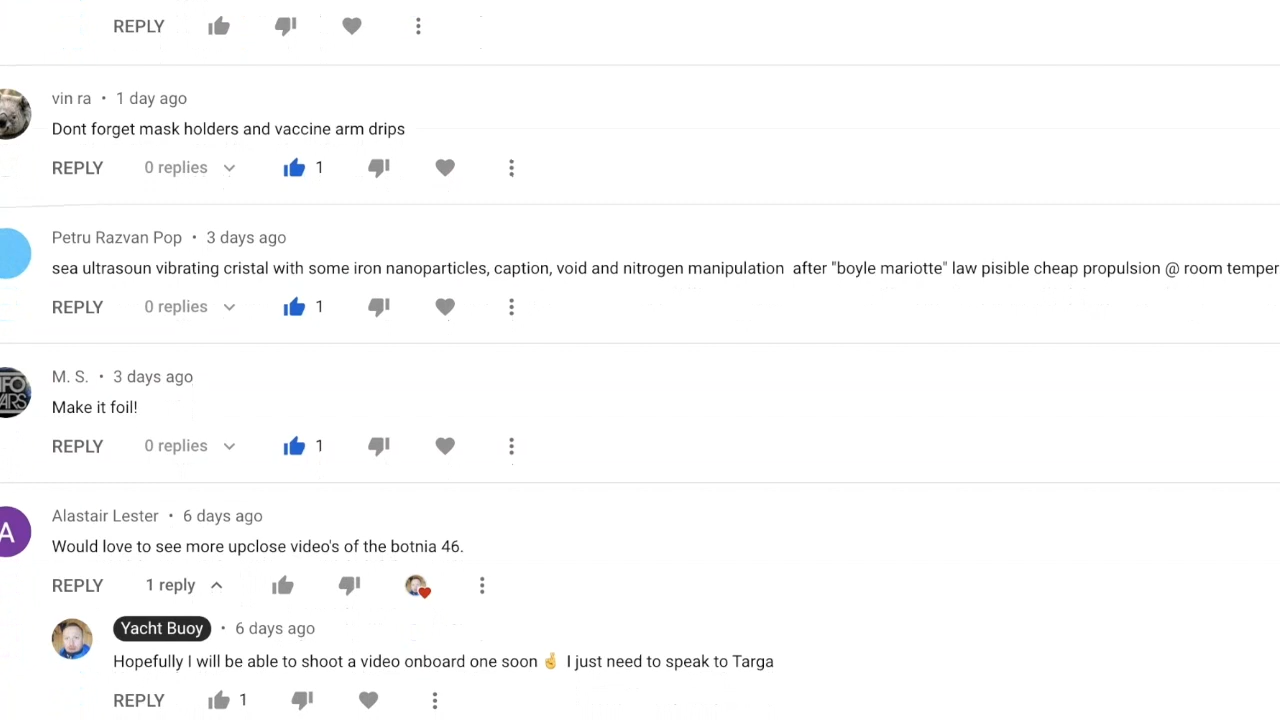 REPLY
vin ra • 1 day ago
Dont forget mask holders and vaccine arm drips
REPLY 0 replies 1
Petru Razvan Pop • 3 days ago
sea ultrasoun vibrating cristal with some iron nanoparticles, caption, void and nitrogen manipulation after "boyle mariotte" law pisible cheap propulsion @ room temper
REPLY 0 replies 1
M. S. • 3 days ago
Make it foil!
REPLY 0 replies 1
Alastair Lester • 6 days ago
A
Would love to see more upclose video's of the botnia 46.
REPLY 1 reply
Yacht Buoy • 6 days ago
Hopefully I will be able to shoot a video onboard one soon 🤞 I just need to speak to Targa
REPLY 1